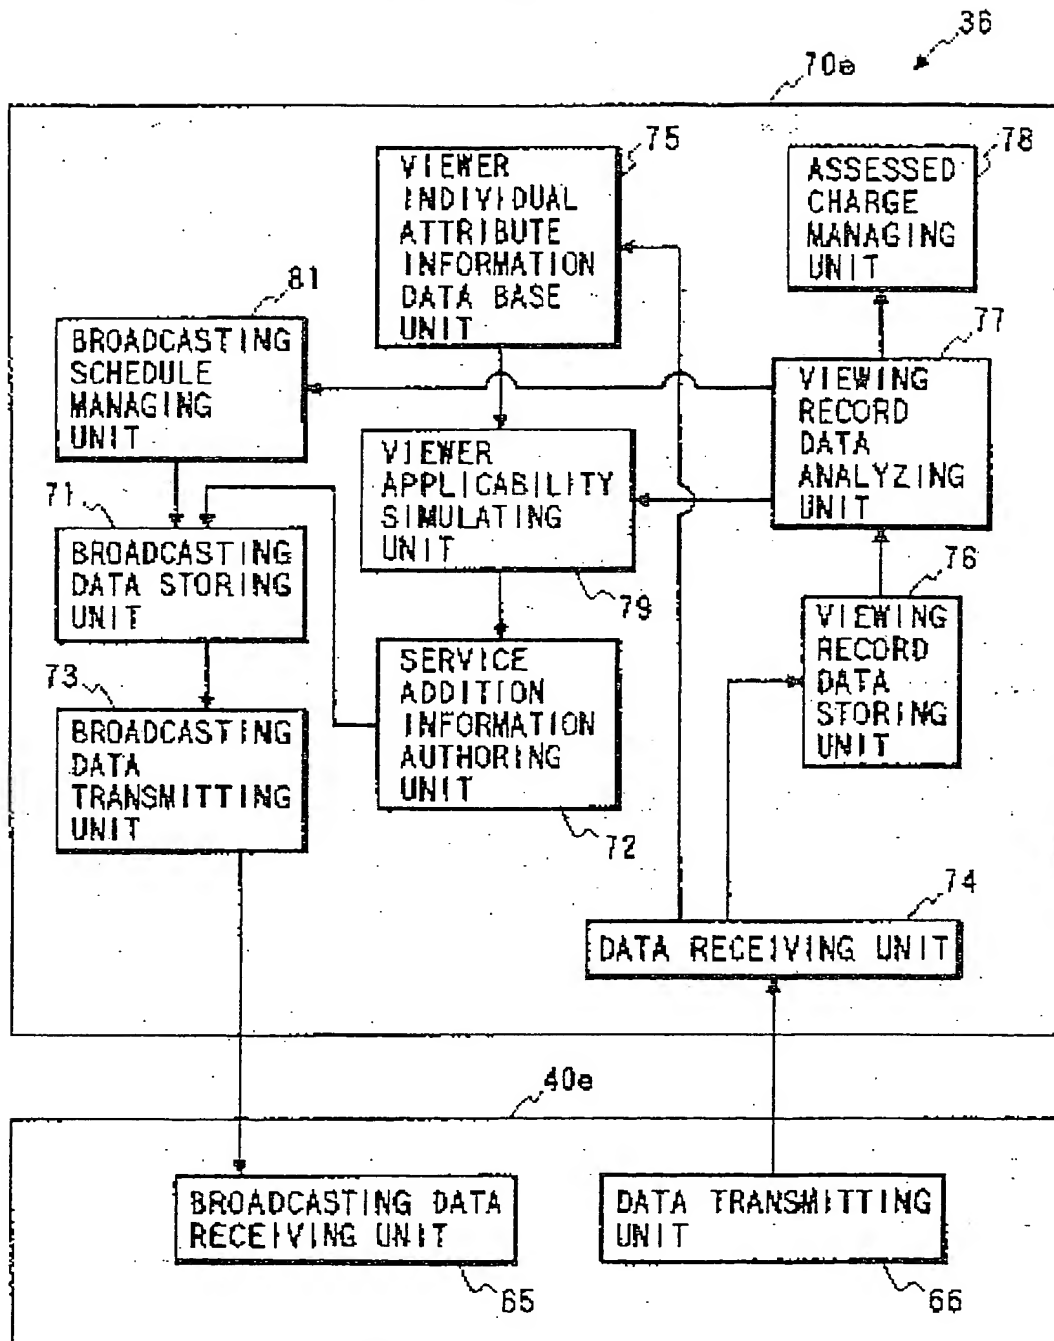 36
70e
75
VIEWER
INDIVIDUAL
ATTRIBUTE
INFORMATION
DATA BASE
UNIT
78
ASSESSED
CHARGE
MANAGING
UNIT
81
BROADCASTING
SCHEDULE
MANAGING
UNIT
77
VIEWING
RECORD
DATA
ANALYZING
UNIT
VIEWER
APPLICABILITY
SIMULATING
UNIT
79
71
BROADCASTING
DATA STORING
UNIT
76
VIEWING
RECORD
DATA
STORING
UNIT
73
BROADCASTING
DATA
TRANSMITTING
UNIT
SERVICE
ADDITION
INFORMATION
AUTHORING
UNIT
72
74
DATA RECEIVING UNIT
40e
BROADCASTING DATA
RECEIVING UNIT
65
DATA TRANSMITTING
UNIT
66